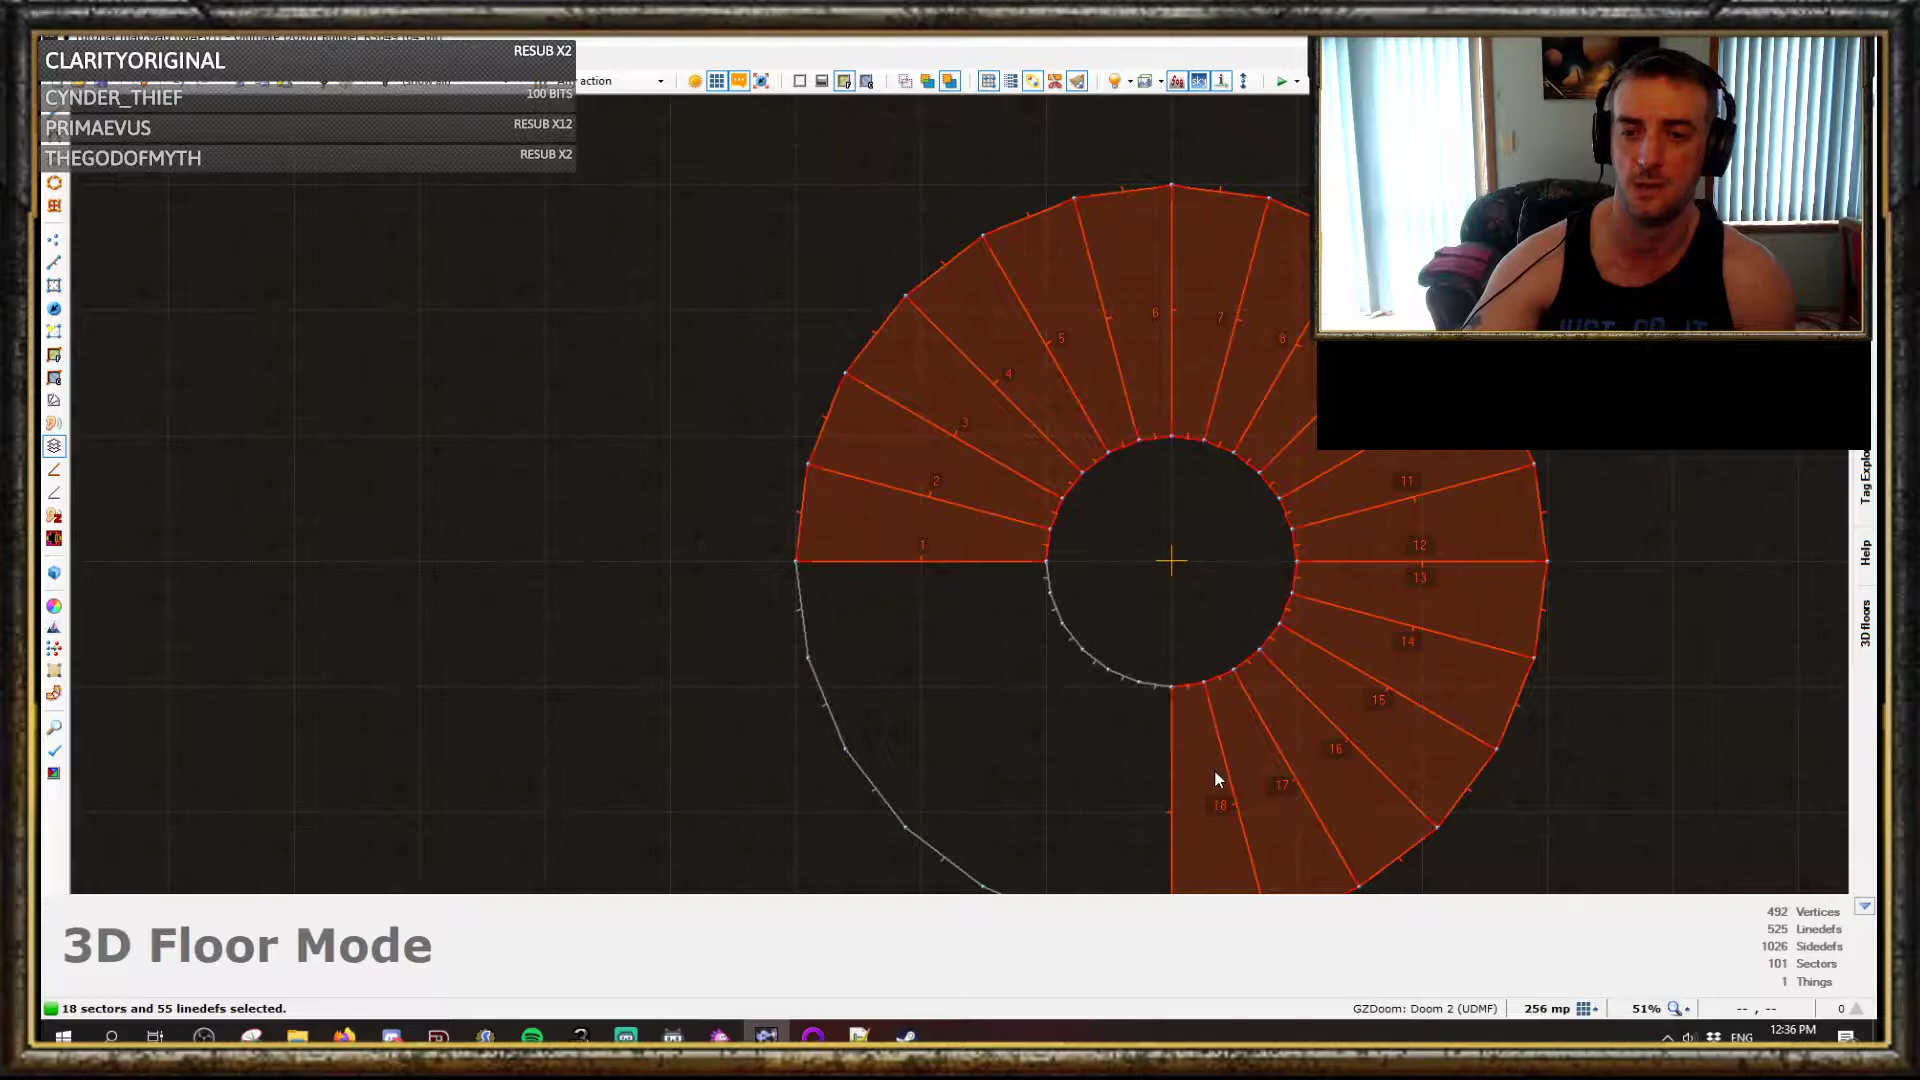 CLARITYORIGINAL RESUB X2
CYNDER_THIEF 100 BITS
PRIMAEVUS RESUB X12
THEGODOFMYTH RESUB X2
action
1
2
3
4
5
6
7
8
11
12
13
14
15
16
17
18
Help
3D floors
3D Floor Mode
492 Vertices
525 Linedefs
1026 Sidedefs
101 Sectors
1 Things
18 sectors and 55 linedefs selected.
GZDoom: Doom 2 (UDMF)
256 mp
51%
-- , --
0
ENG
12:36 PM